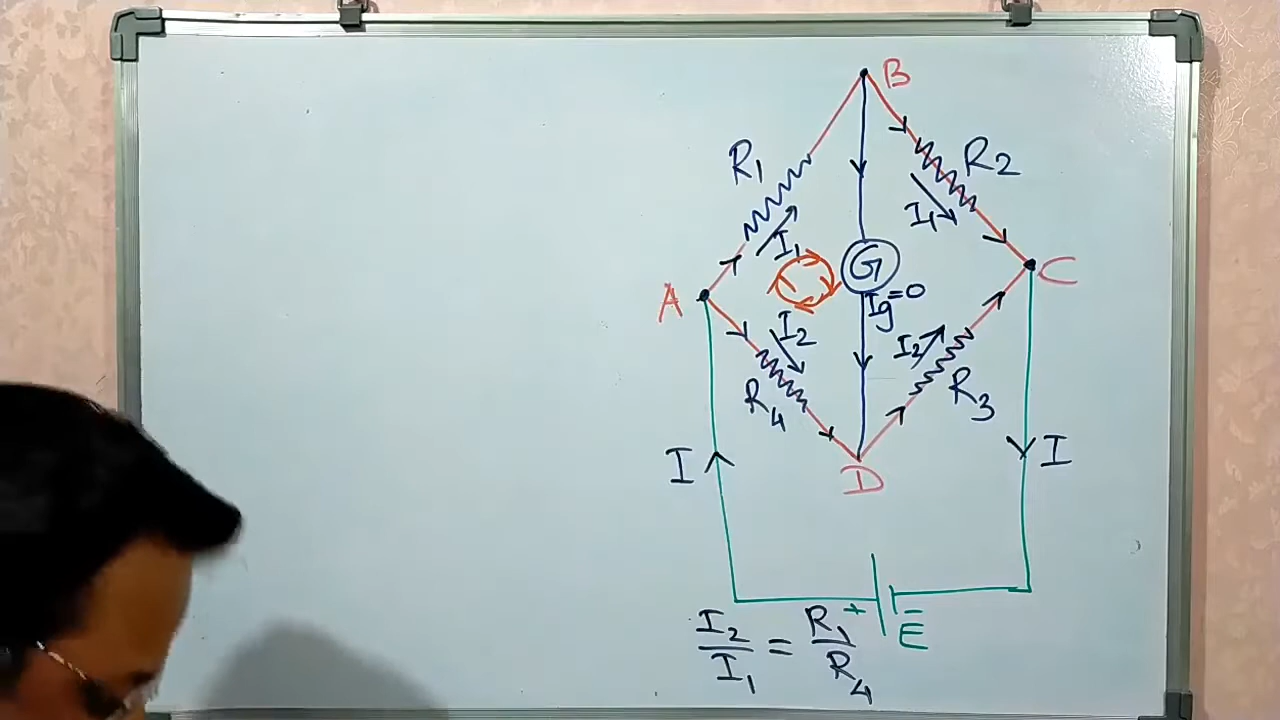 B
R1
R2
I1
I1
A
G
C
Ig=0
I2
I2
R4
R3
I
I
D
+
-
E
I2/I1 = R1/R4